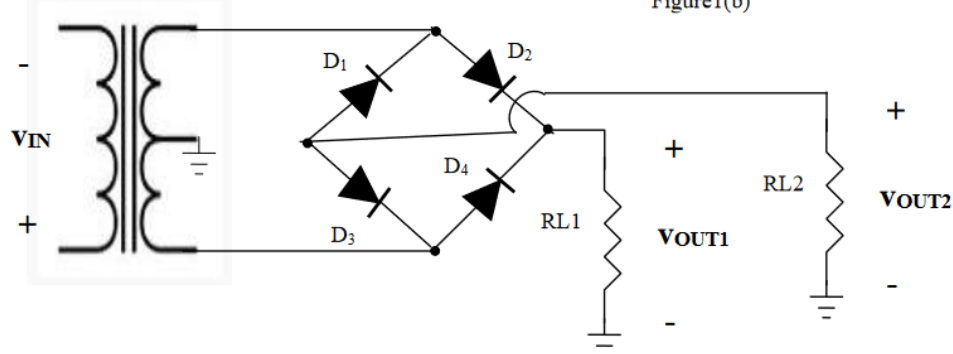 Figure1(b)
D1
D2
-
+
VIN
+
D4
RL2
VOUT2
RL1
VOUT1
D3
-
-
+